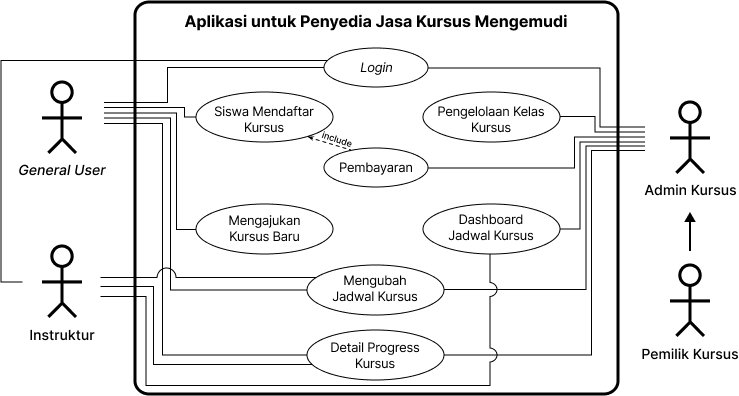 Aplikasi untuk Penyedia Jasa Kursus Mengemudi
Login
Siswa Mendaftar
Kursus
Pengelolaan Kelas
Kursus
include
Pembayaran
General User
Admin Kursus
Mengajukan
Kursus Baru
Dashboard
Jadwal Kursus
Mengubah
Jadwal Kursus
Instruktur
Detail Progress
Kursus
Pemilik Kursus